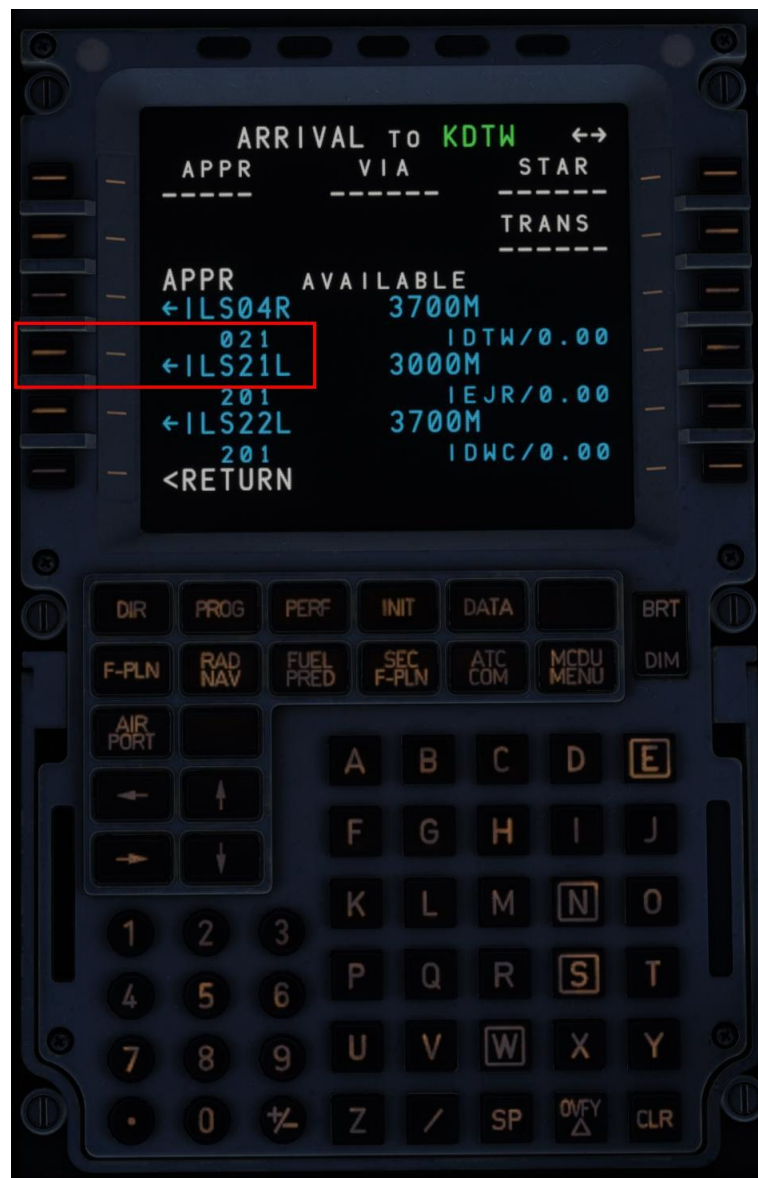 ARRIVAL TO KDTW ←→
APPR VIA STAR
----- ------ ------
TRANS
------
APPR AVAILABLE
←ILS04R 3700M
021 IDTW/0.00
←ILS21L 3000M
201 IEJR/0.00
←ILS22L 3700M
201 IDWC/0.00
<RETURN
DIR PROG PERF INIT DATA BRT
F-PLN RAD NAV FUEL PRED SEC F-PLN ATC COM MCDU MENU DIM
AIR PORT
A B C D E
← ↑
F G H I J
→ ↓
K L M N O
1 2 3
P Q R S T
4 5 6
U V W X Y
7 8 9
Z / SP OVFY △ CLR
. 0 +/-